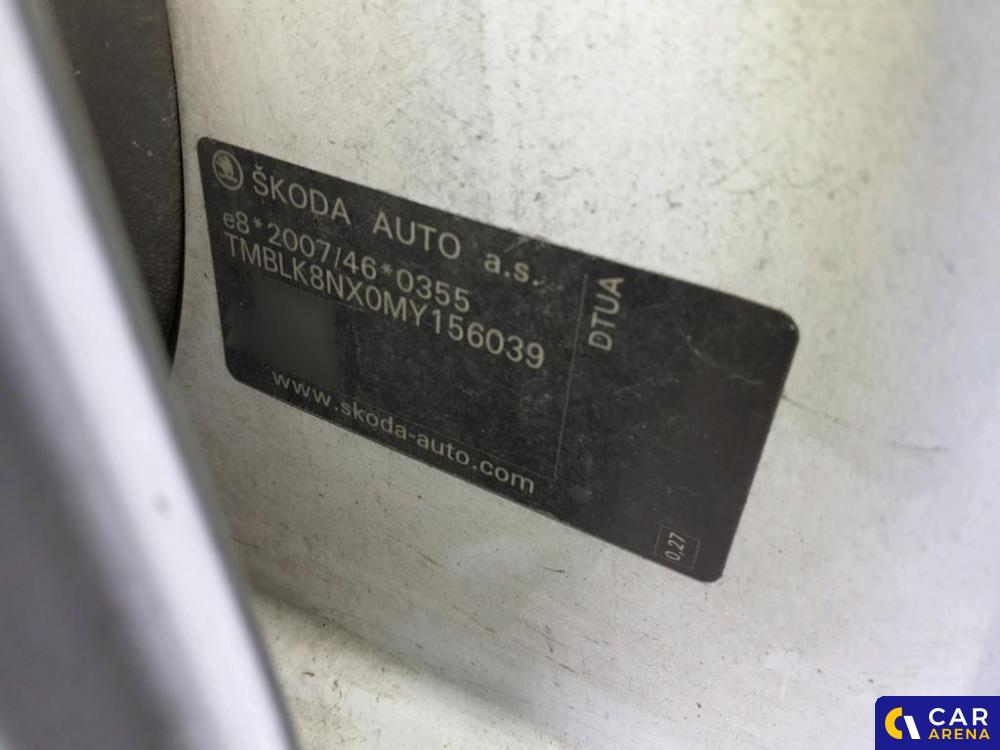 ŠKODA AUTO a.s.
e8*2007/46*0355
TMBLK8NX0MY156039
www.skoda-auto.com
DTUA
0.27
CAR
ARENA